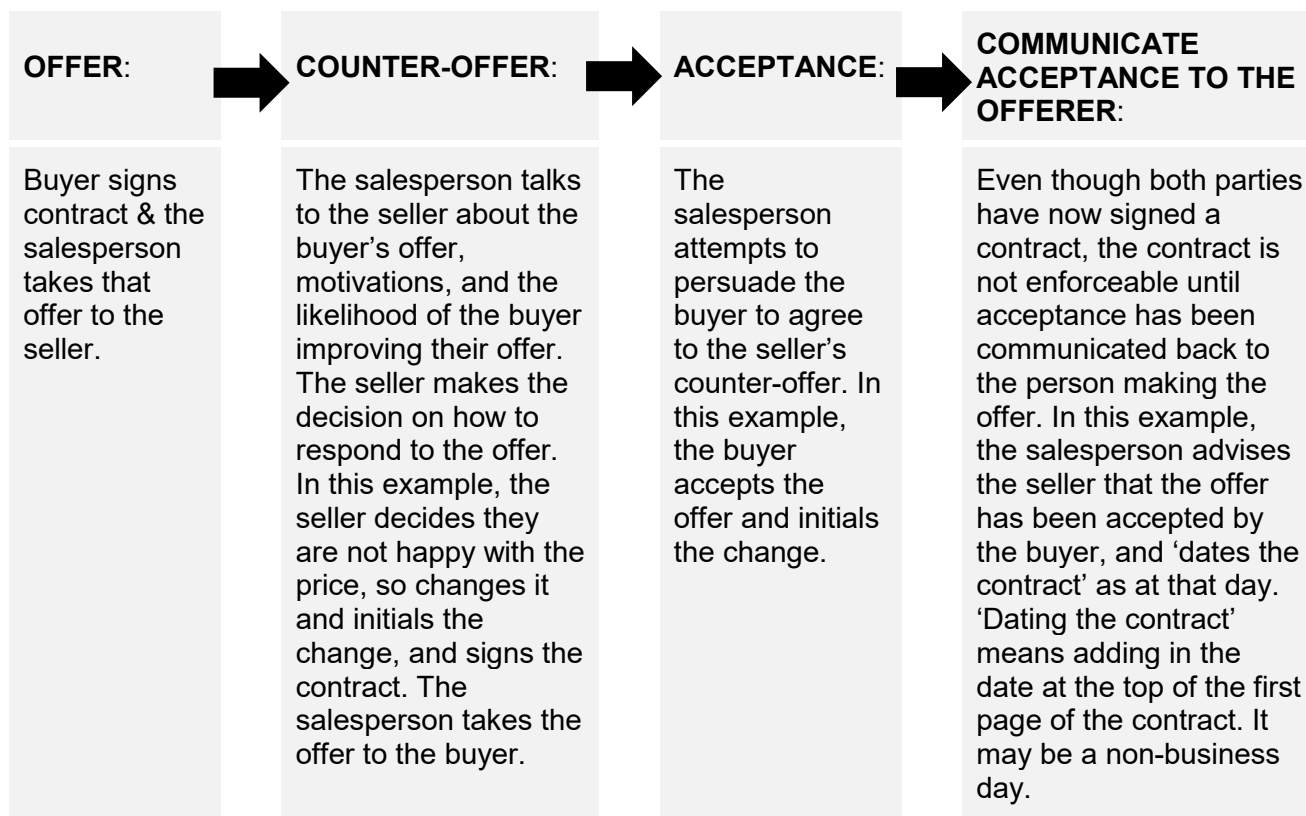 OFFER:
COUNTER-OFFER:
ACCEPTANCE:
COMMUNICATE
ACCEPTANCE TO THE
OFFERER:
Buyer signs
contract & the
salesperson
takes that
offer to the
seller.
The salesperson talks
to the seller about the
buyer’s offer,
motivations, and the
likelihood of the buyer
improving their offer.
The seller makes the
decision on how to
respond to the offer.
In this example, the
seller decides they
are not happy with the
price, so changes it
and initials the
change, and signs the
contract. The
salesperson takes the
offer to the buyer.
The
salesperson
attempts to
persuade the
buyer to agree
to the seller’s
counter-offer. In
this example,
the buyer
accepts the
offer and initials
the change.
Even though both parties
have now signed a
contract, the contract is
not enforceable until
acceptance has been
communicated back to
the person making the
offer. In this example,
the salesperson advises
the seller that the offer
has been accepted by
the buyer, and ‘dates the
contract’ as at that day.
‘Dating the contract’
means adding in the
date at the top of the first
page of the contract. It
may be a non-business
day.